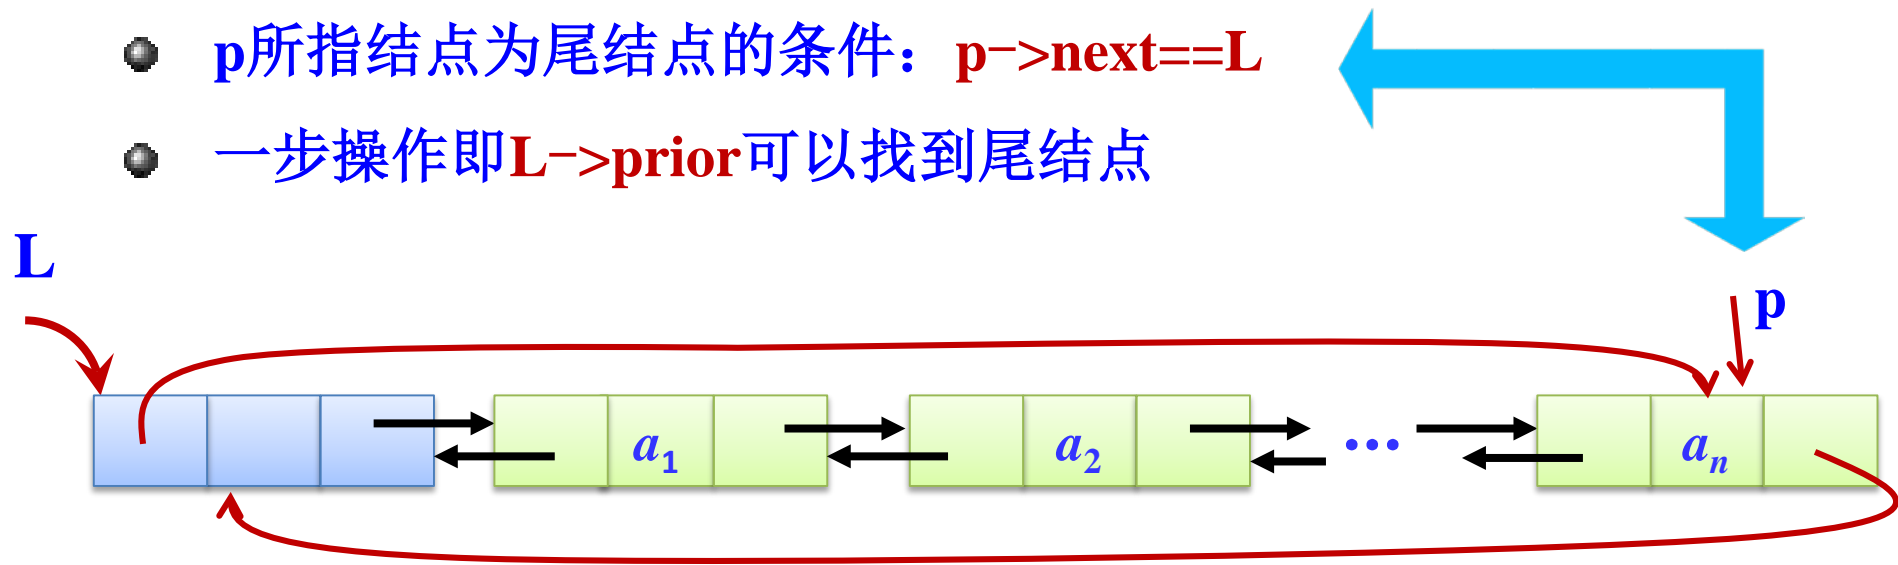 p所指结点为尾结点的条件：p->next==L
一步操作即L->prior可以找到尾结点
L
p
a1 a2 ... an